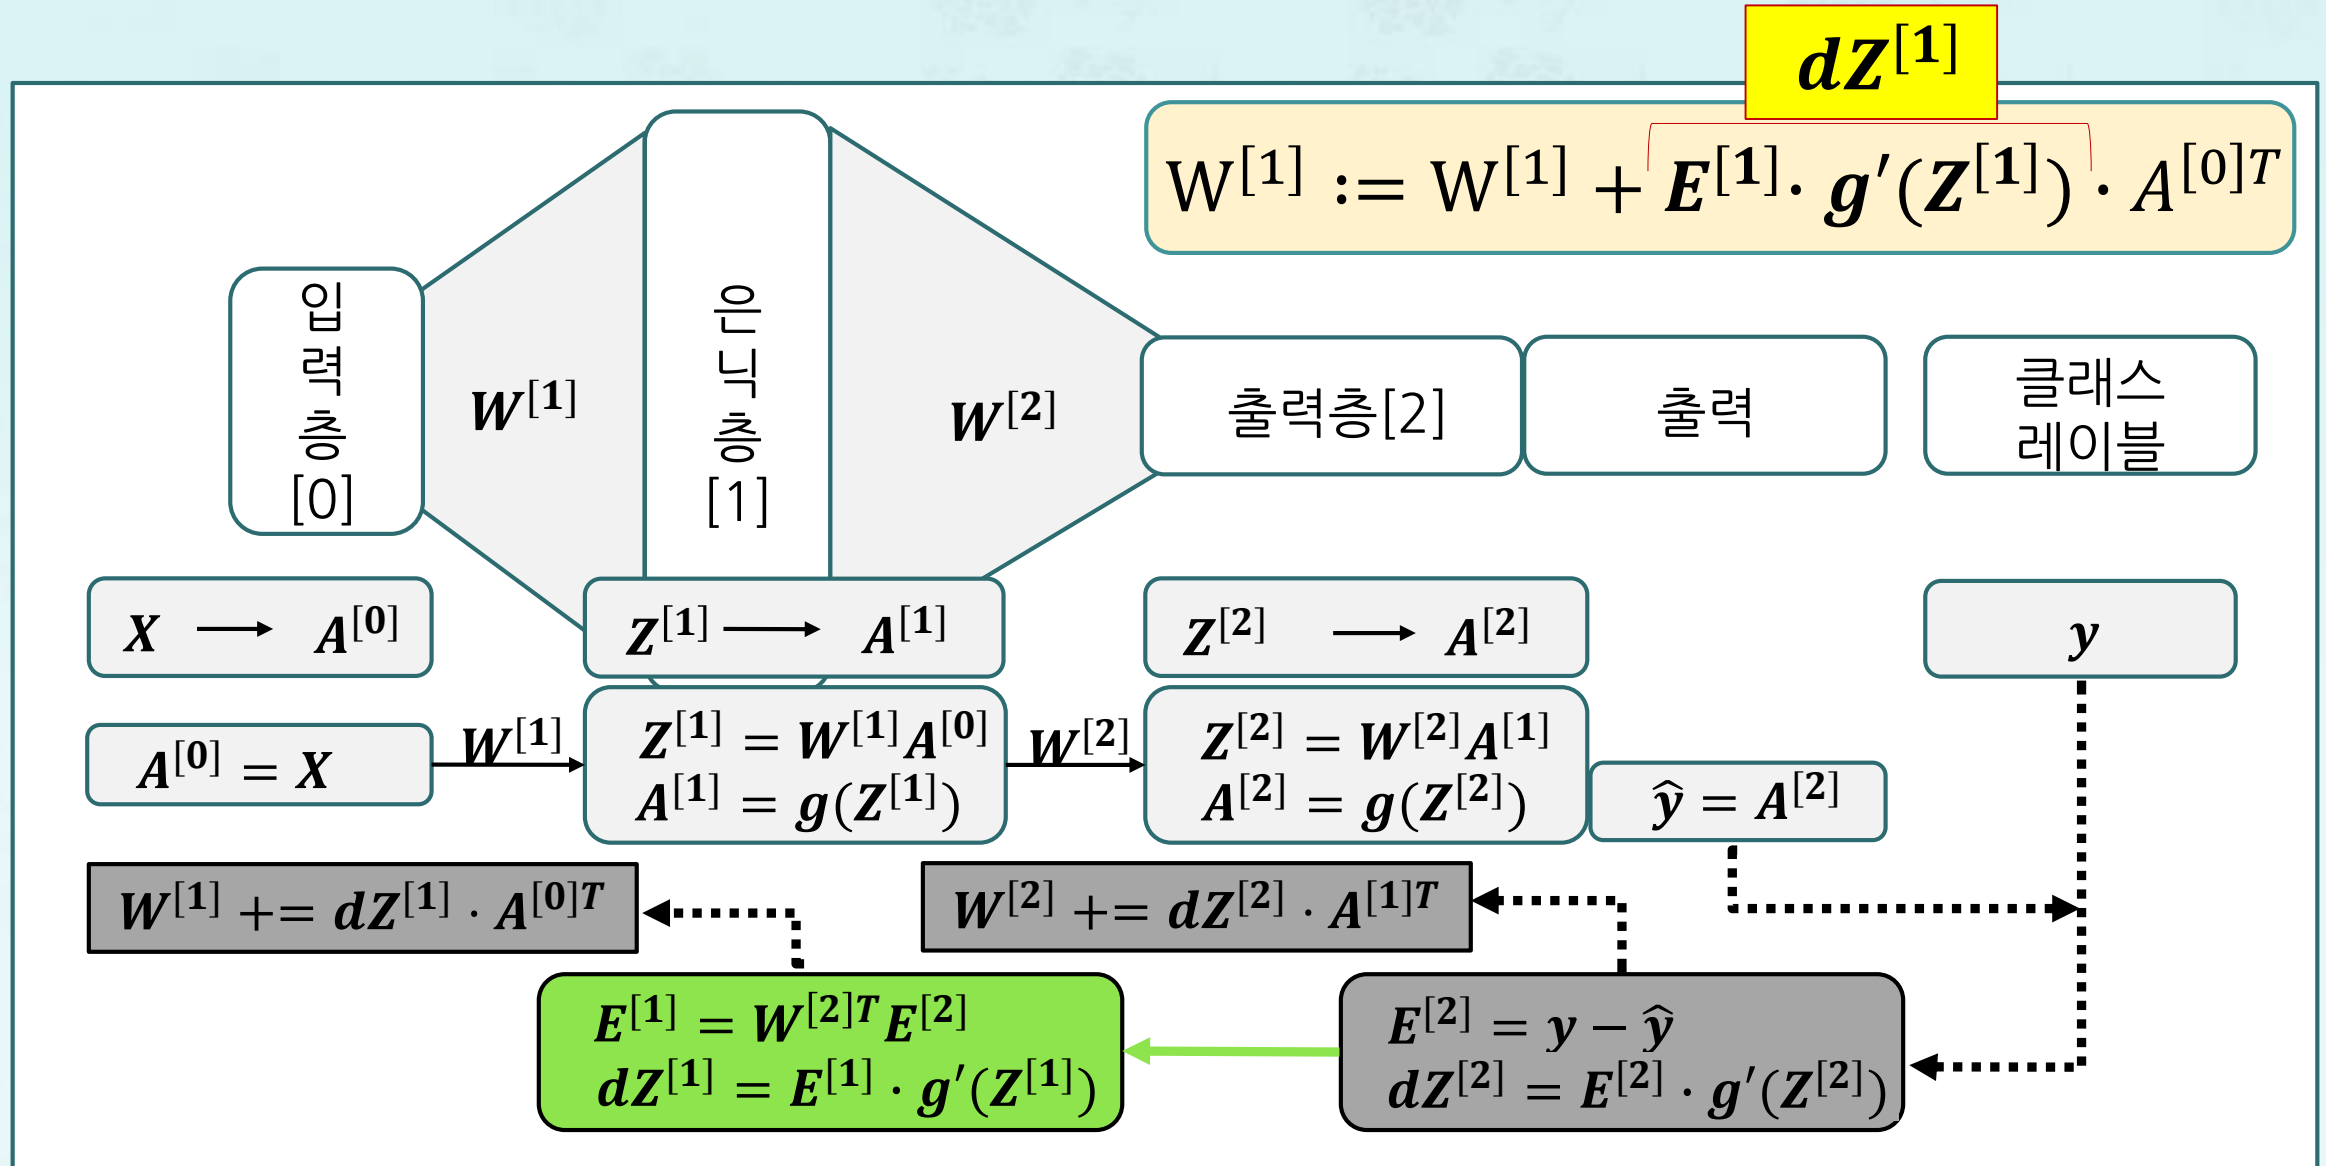 dZ^[1]
W^[1] := W^[1] + E^[1] · g′(Z^[1]) · A^[0]T
입력층[0]
W^[1]
은닉층[1]
W^[2]
출력층[2]
출력
클래스
레이블
X → A^[0]
Z^[1] → A^[1]
Z^[2] → A^[2]
y
A^[0] = X
W^[1]
Z^[1] = W^[1]A^[0]
A^[1] = g(Z^[1])
W^[2]
Z^[2] = W^[2]A^[1]
A^[2] = g(Z^[2])
ŷ = A^[2]
W^[1] += dZ^[1] · A^[0]T
W^[2] += dZ^[2] · A^[1]T
E^[1] = W^[2]T E^[2]
dZ^[1] = E^[1] · g′(Z^[1])
E^[2] = y − ŷ
dZ^[2] = E^[2] · g′(Z^[2])